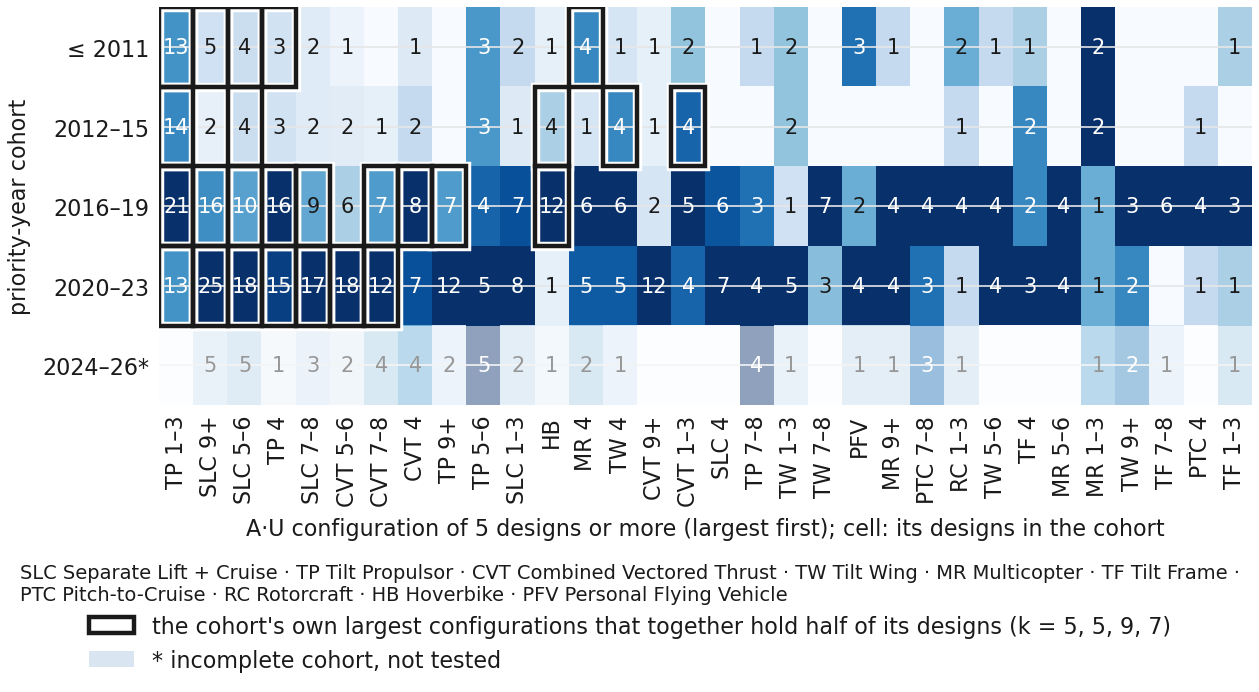 ≤ 2011 13 5 4 3 2 1 1 3 2 1 4 1 1 2 1 2 3 1 2 1 1 2 1
2012–15 14 2 4 3 2 2 1 2 3 1 4 1 4 1 4 2 1 2 2 1
2016–19 21 16 10 16 9 6 7 8 7 4 7 12 6 6 2 5 6 3 1 7 2 4 4 4 4 2 4 1 3 6 4 3
2020–23 13 25 18 15 17 18 12 7 12 5 8 1 5 5 12 4 7 4 5 3 4 4 3 1 4 3 4 1 2 1 1
2024–26* 5 5 1 3 2 4 4 2 5 2 1 2 1 4 1 1 1 3 1 1 2 1 1
priority-year cohort
TP 1–3
SLC 9+
SLC 5–6
TP 4
SLC 7–8
CVT 5–6
CVT 7–8
CVT 4
TP 9+
TP 5–6
SLC 1–3
HB
MR 4
TW 4
CVT 9+
CVT 1–3
SLC 4
TP 7–8
TW 1–3
TW 7–8
PFV
MR 9+
PTC 7–8
RC 1–3
TW 5–6
TF 4
MR 5–6
MR 1–3
TW 9+
TF 7–8
PTC 4
TF 1–3
A·U configuration of 5 designs or more (largest first); cell: its designs in the cohort
SLC Separate Lift + Cruise · TP Tilt Propulsor · CVT Combined Vectored Thrust · TW Tilt Wing · MR Multicopter · TF Tilt Frame ·
PTC Pitch-to-Cruise · RC Rotorcraft · HB Hoverbike · PFV Personal Flying Vehicle
the cohort's own largest configurations that together hold half of its designs (k = 5, 5, 9, 7)
* incomplete cohort, not tested